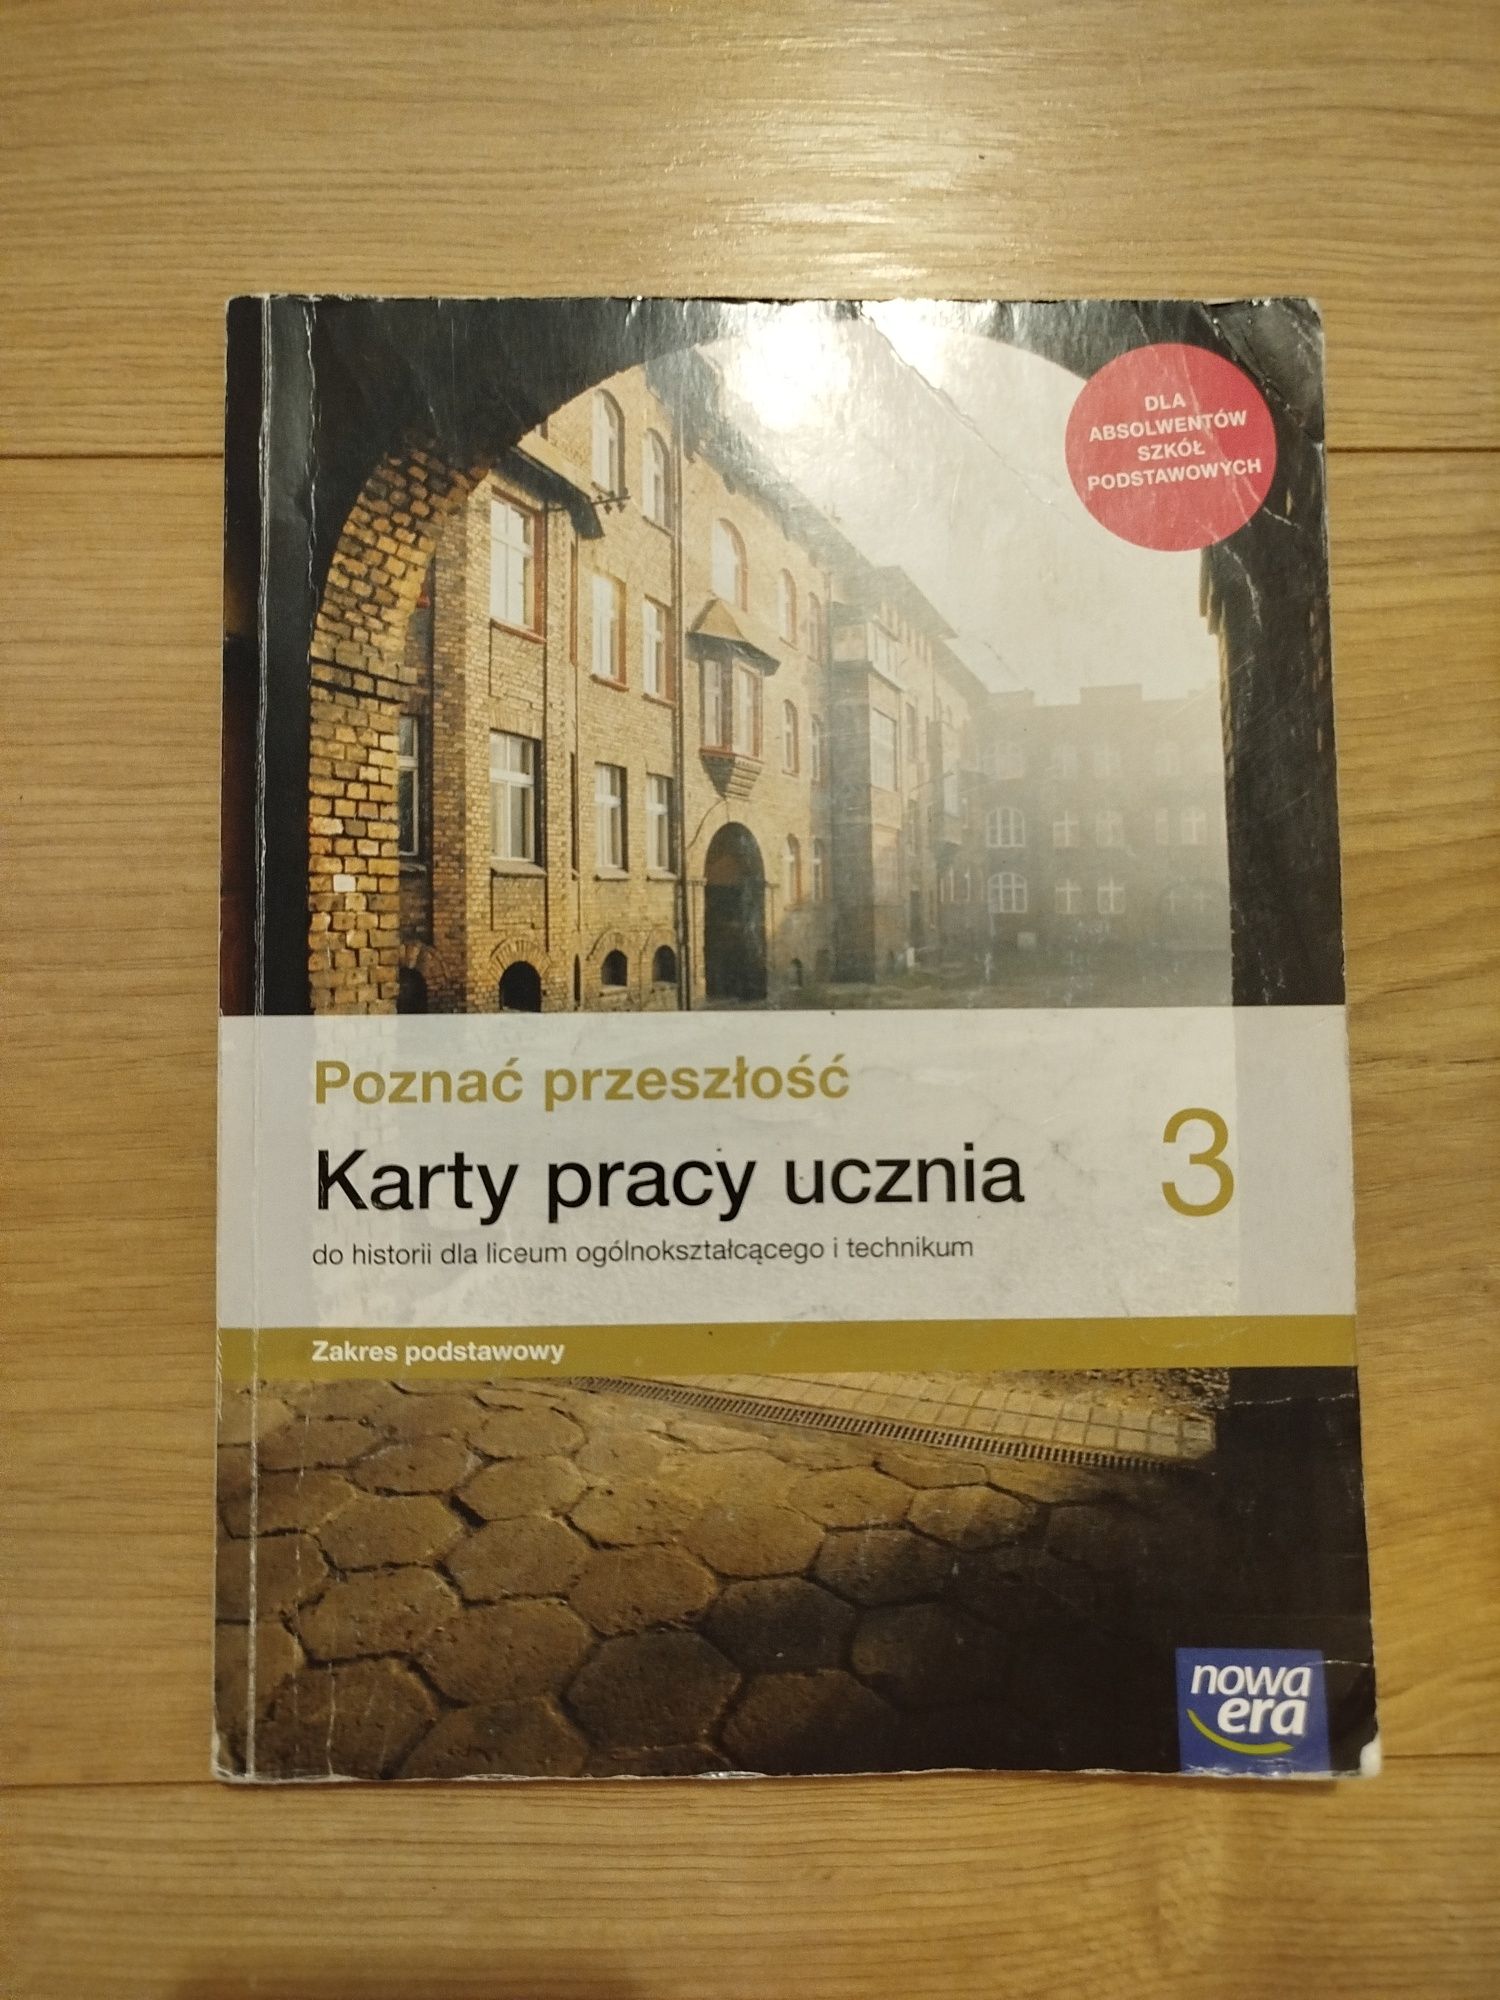 DLA
ABSOLWENTÓW
SZKÓŁ
PODSTAWOWYCH
Poznać przeszłość
Karty pracy ucznia 3
do historii dla liceum ogólnokształcącego i technikum
Zakres podstawowy
nowa
era